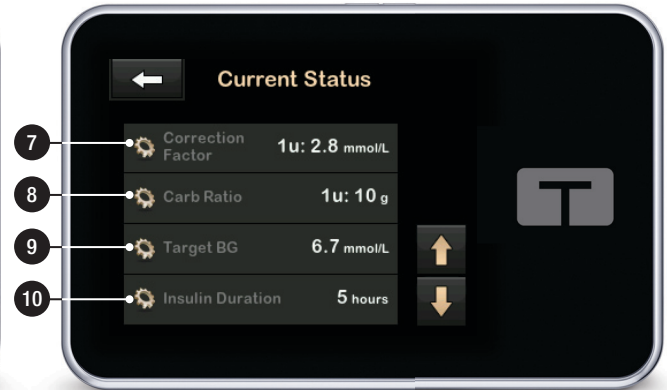 Current Status
7
Correction
Factor
1u: 2.8 mmol/L
8
Carb Ratio
1u: 10 g
9
Target BG
6.7 mmol/L
10
Insulin Duration
5 hours